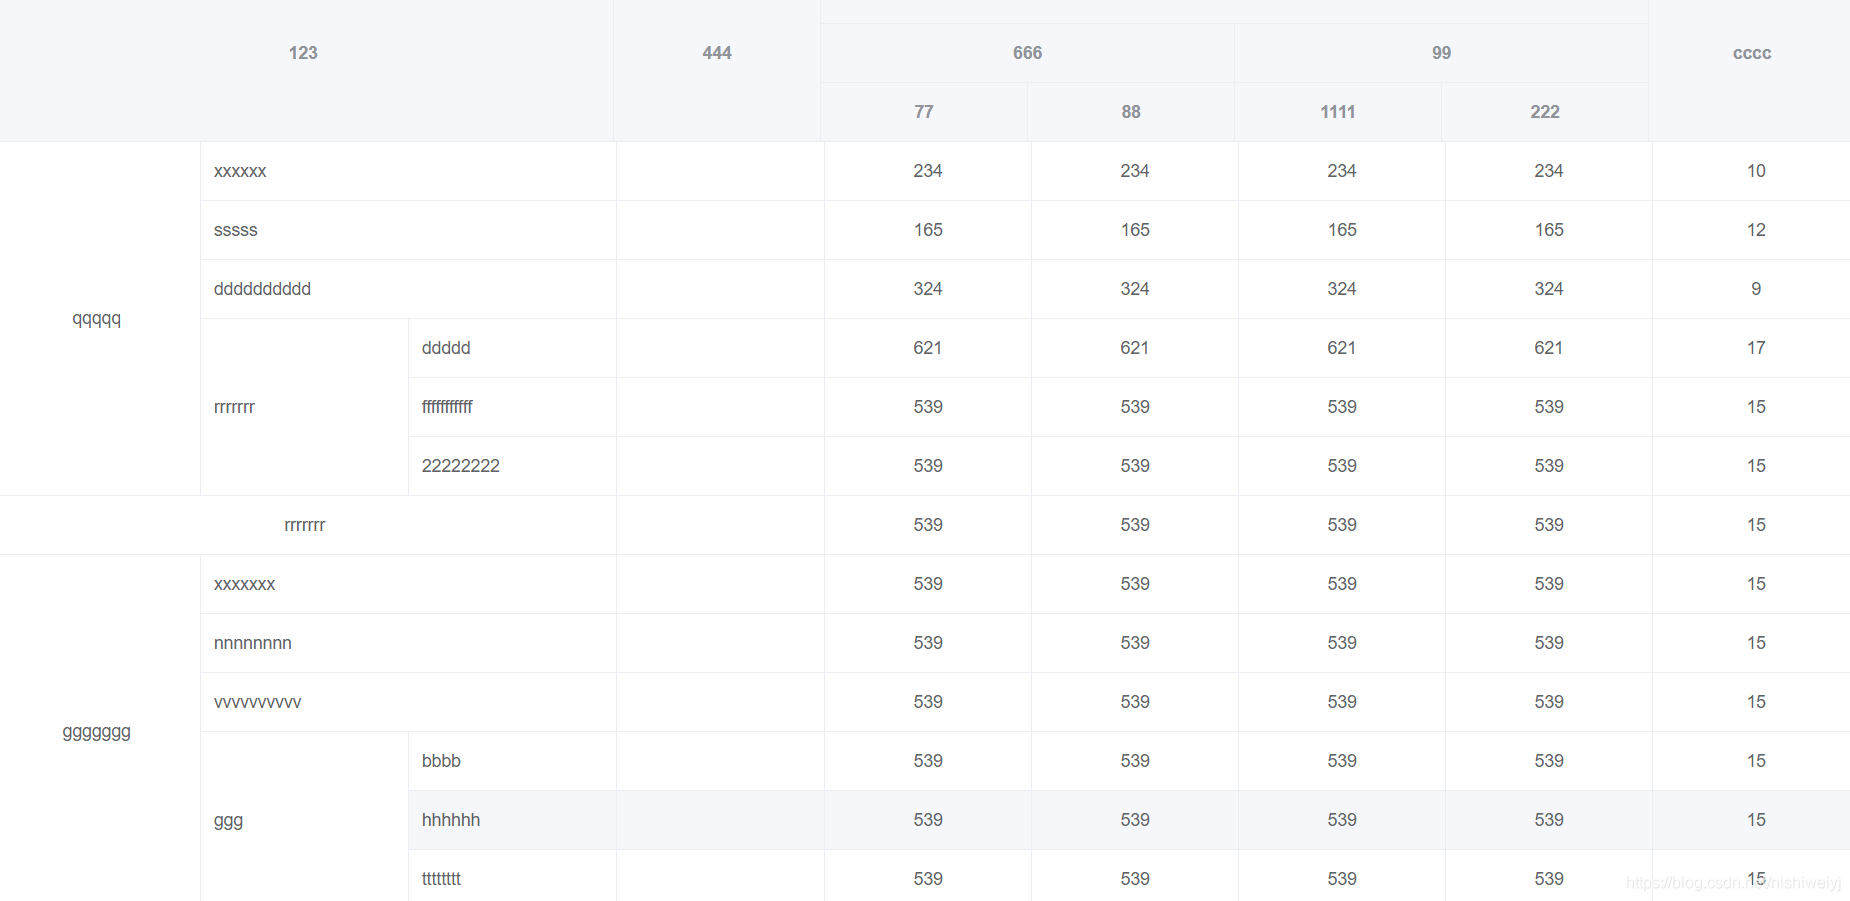 123 444 666 99 cccc
77 88 1111 222
xxxxxx 234 234 234 234 10
sssss 165 165 165 165 12
dddddddddd 324 324 324 324 9
qqqqq
ddddd 621 621 621 621 17
rrrrrrr fffffffffff 539 539 539 539 15
22222222 539 539 539 539 15
rrrrrrr 539 539 539 539 15
xxxxxxx 539 539 539 539 15
nnnnnnnn 539 539 539 539 15
vvvvvvvvvv 539 539 539 539 15
ggggggg
bbbb 539 539 539 539 15
ggg hhhhhh 539 539 539 539 15
tttttttt 539 539 539 539 15
https://blog.csdn.net/nishiweiyj